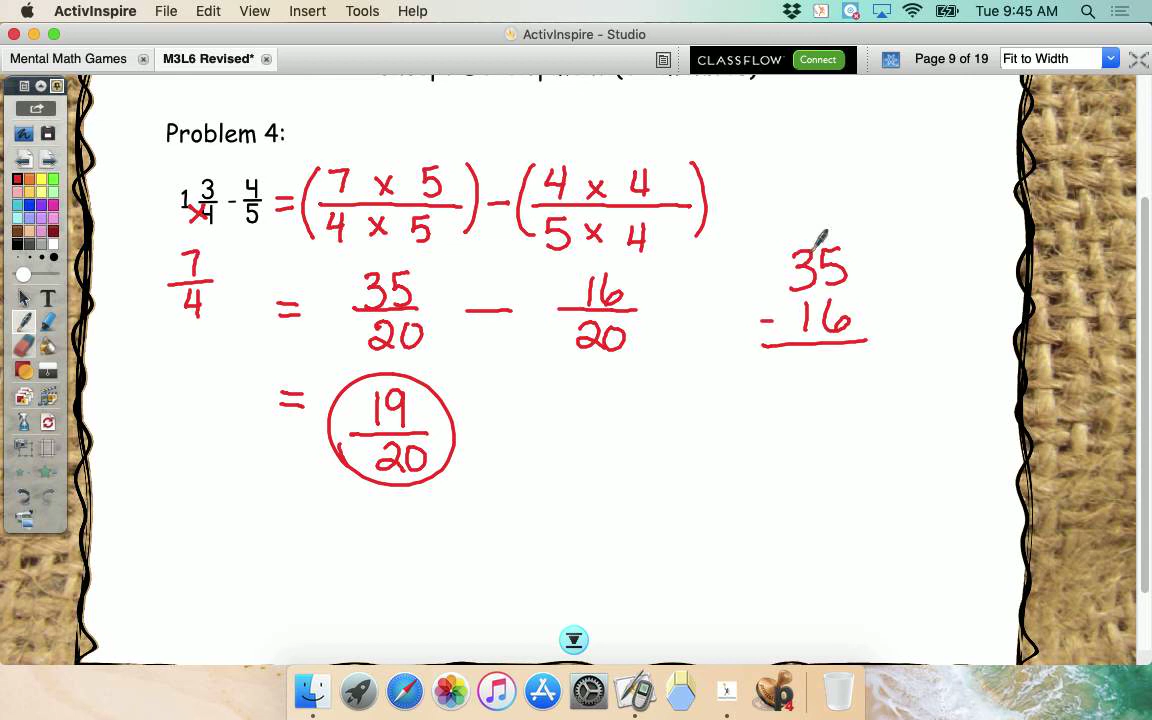 ActivInspire File Edit View Insert Tools Help Tue 9:45 AM
ActivInspire - Studio
Mental Math Games M3L6 Revised* CLASSFLOW Connect Page 9 of 19 Fit to Width
Problem 4:
1 3/4 - 4/5 = (7 x 5 / 4 x 5) - (4 x 4 / 5 x 4)
7/4
= 35/20 - 16/20
35
- 16
= 19/20